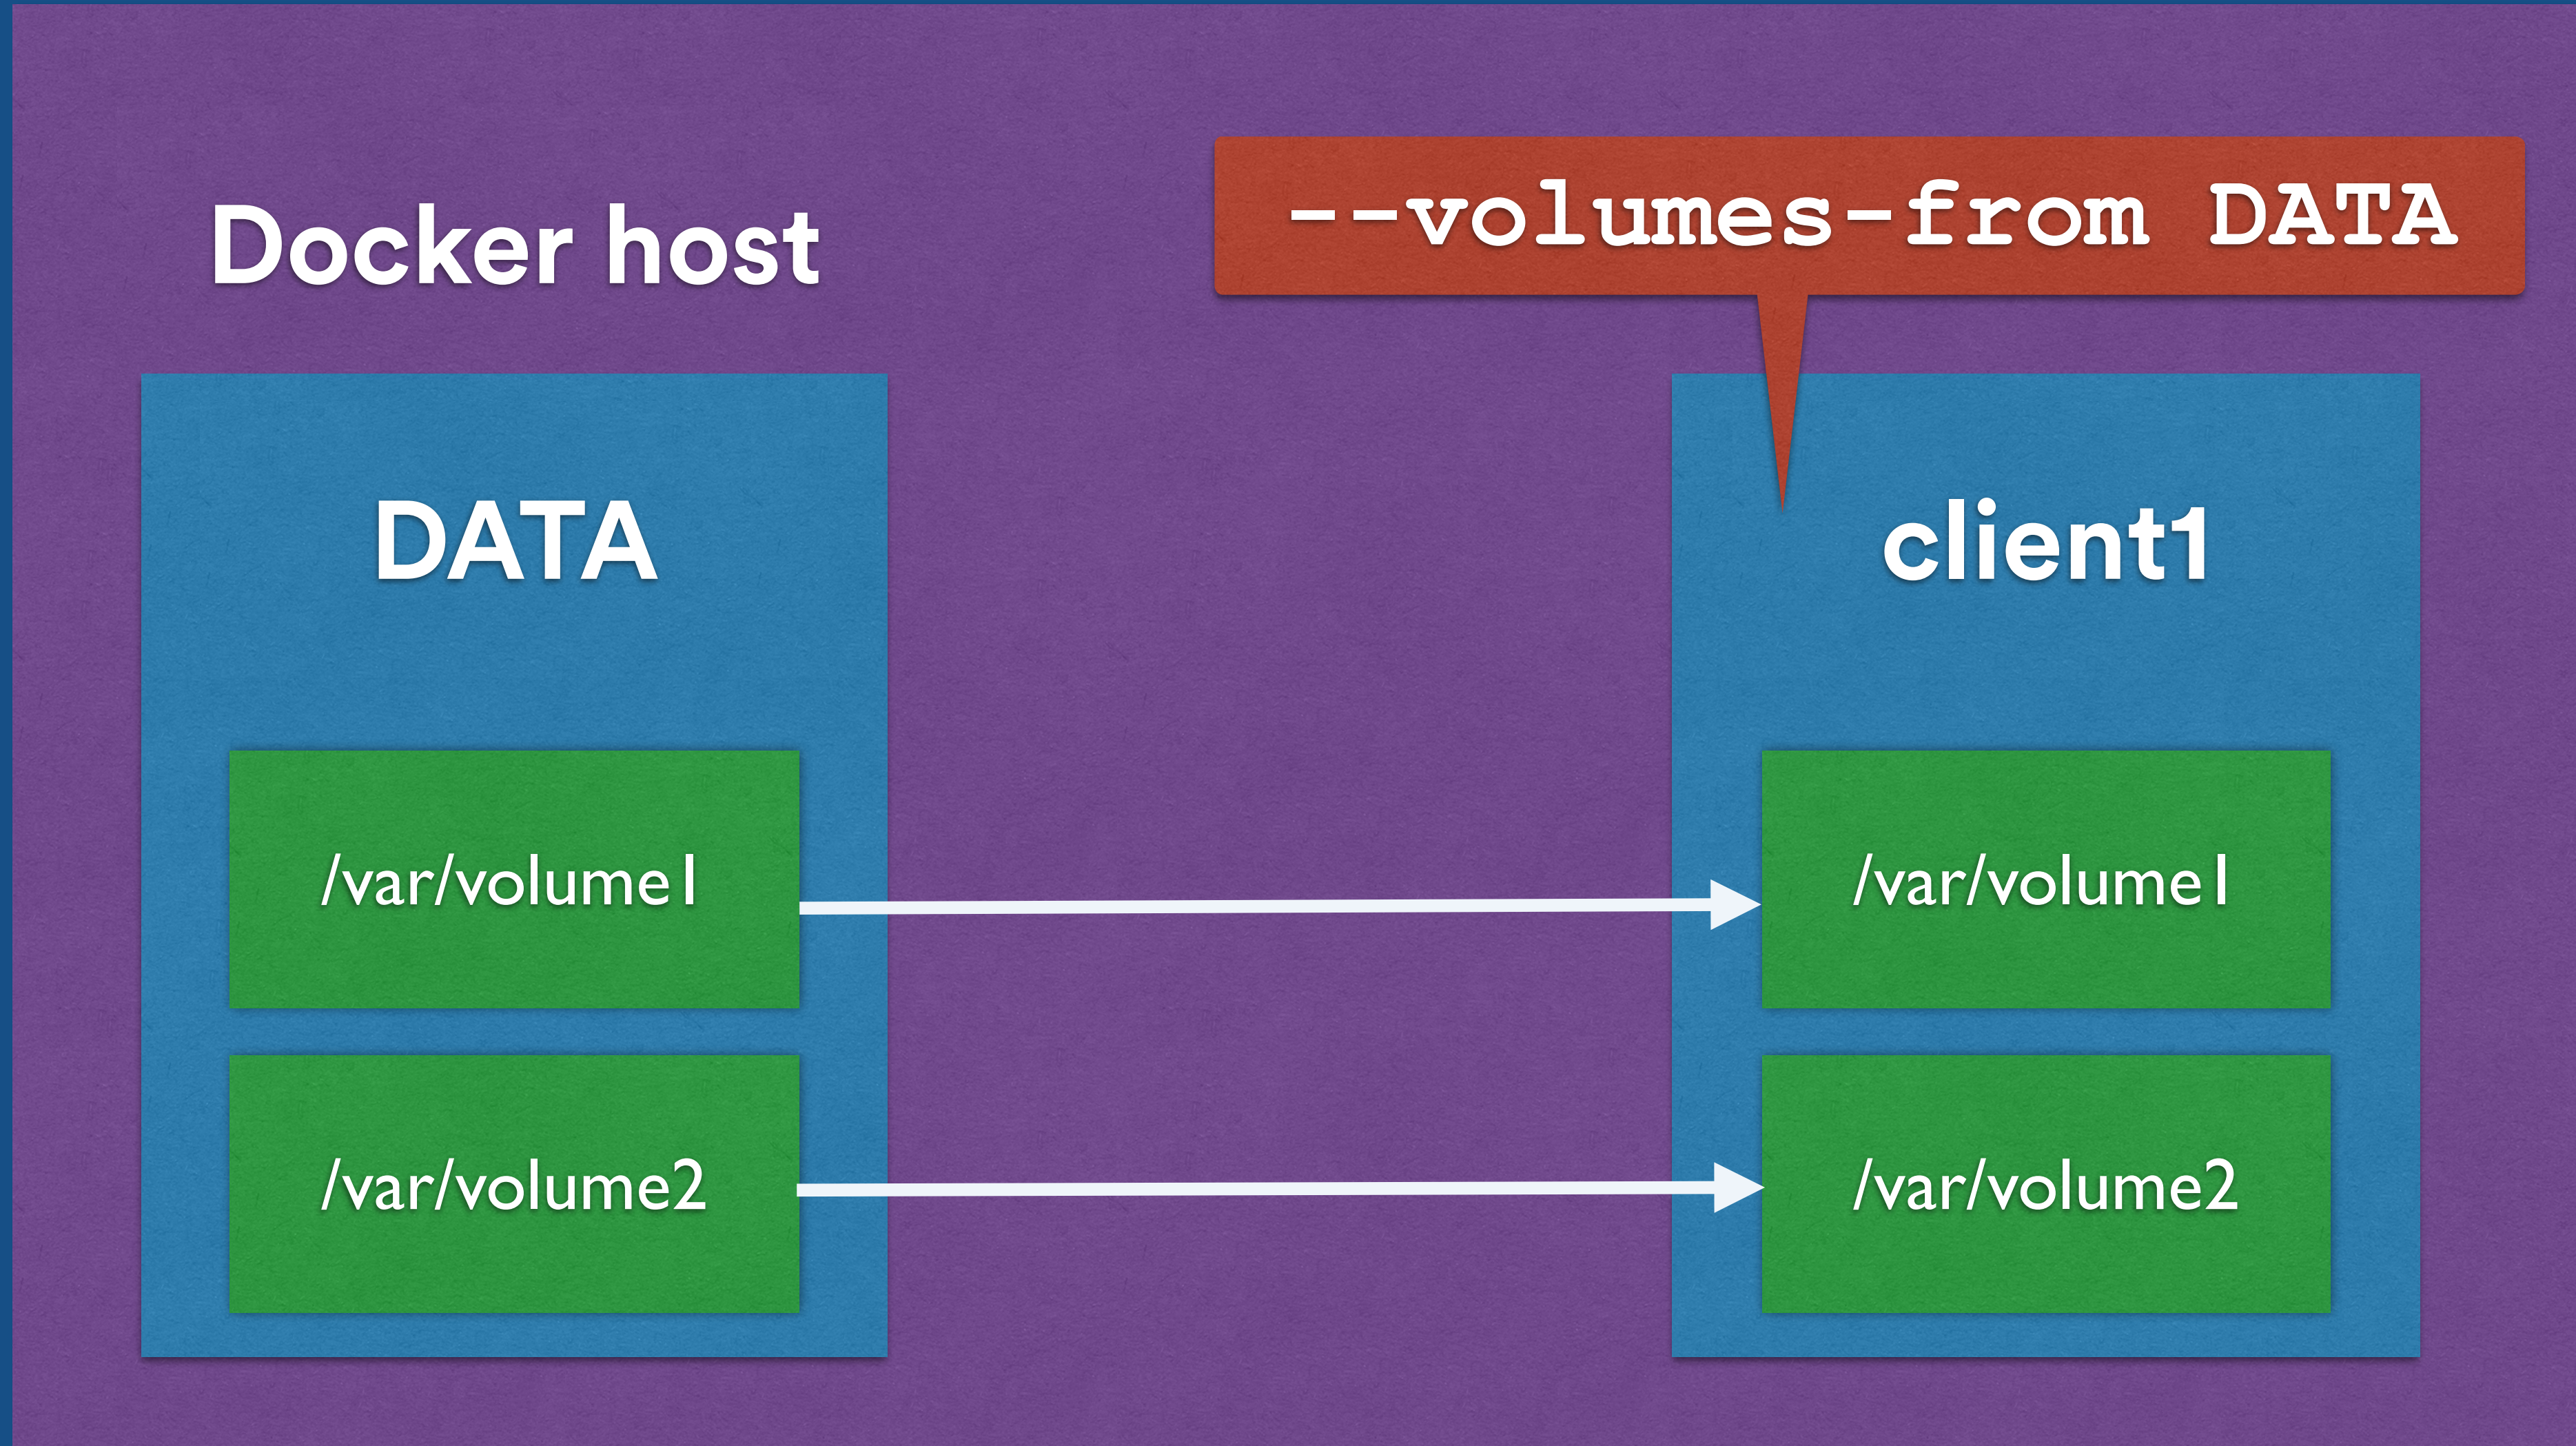 Docker host
--volumes-from DATA
DATA
client1
/var/volume1
/var/volume1
/var/volume2
/var/volume2